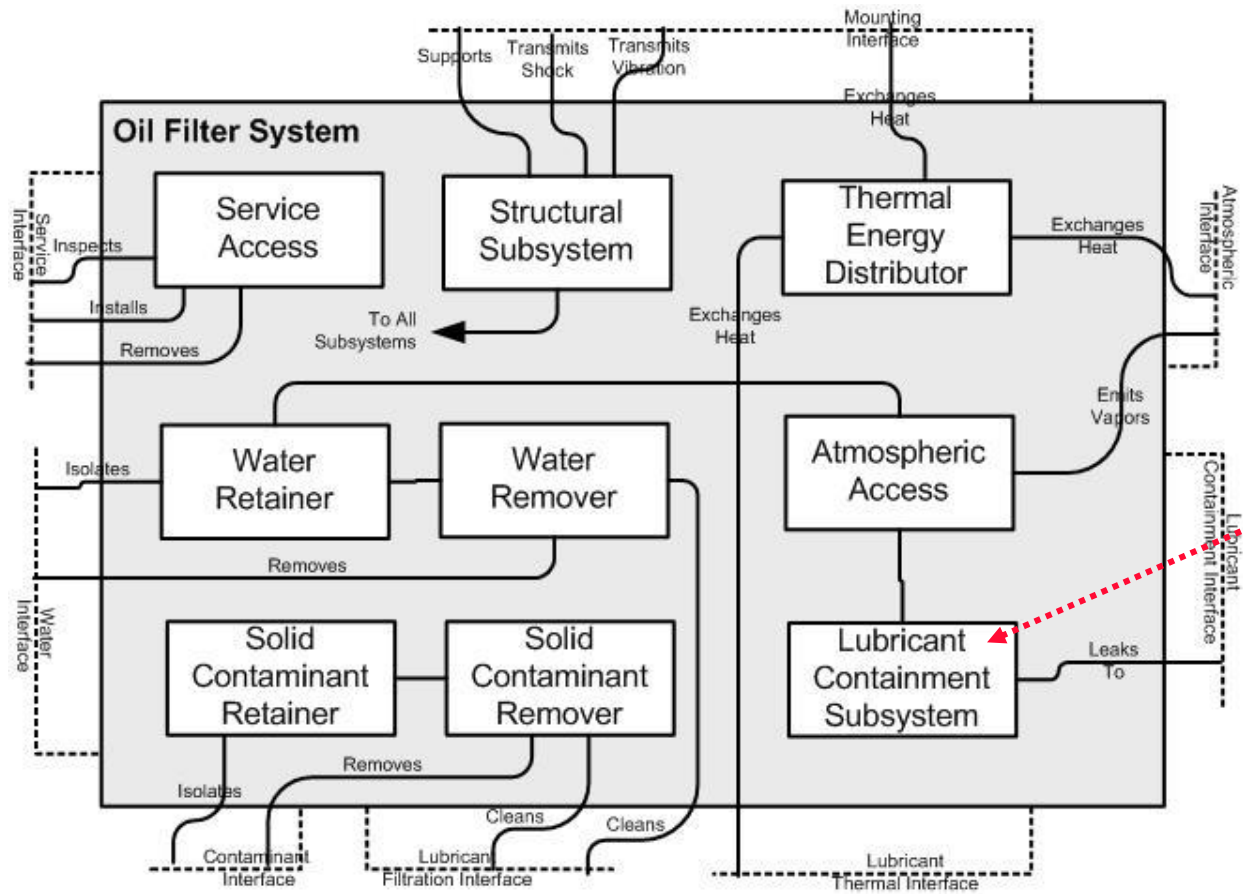 Mounting
Interface
Supports
Transmits
Shock
Transmits
Vibration
Exchanges
Heat
Oil Filter System
Service
Interface
Service
Access
Structural
Subsystem
Thermal
Energy
Distributor
Atmospheric
Interface
Inspects
Exchanges
Heat
Installs
Removes
To All
Subsystems
Exchanges
Heat
Emits
Vapors
Isolates
Water
Retainer
Water
Remover
Atmospheric
Access
Lubricant
Containment Interface
Removes
Water
Interface
Solid
Contaminant
Retainer
Solid
Contaminant
Remover
Lubricant
Containment
Subsystem
Leaks
To
Removes
Isolates
Cleans
Cleans
Contaminant
Interface
Lubricant
Filtration Interface
Lubricant
Thermal Interface